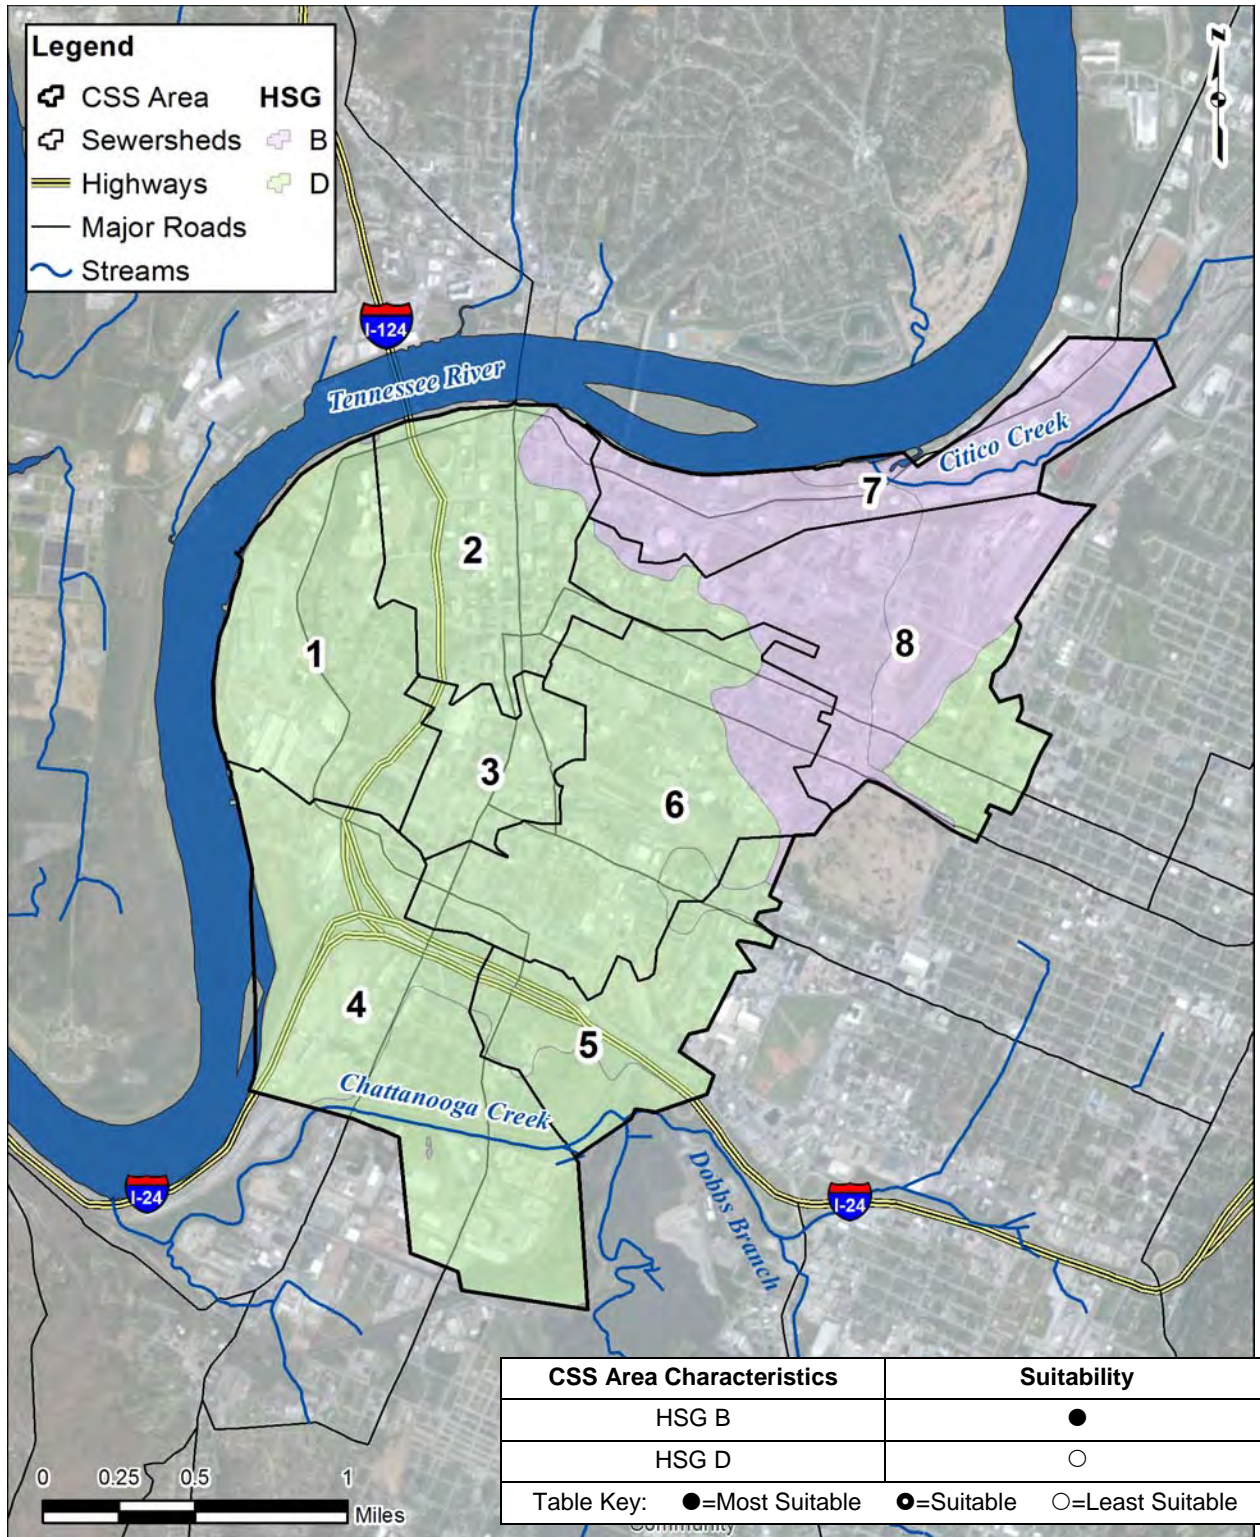 Legend
CSS Area HSG
Sewersheds B
Highways D
Major Roads
Streams
N
I-124
Tennessee River
Citico Creek
7
2
1
8
3
6
4
5
Chattanooga Creek
Dobbs Branch
I-24
I-24
CSS Area Characteristics Suitability
HSG B ●
HSG D ○
Table Key: ●=Most Suitable ◉=Suitable ○=Least Suitable
0 0.25 0.5 1
Miles
Community